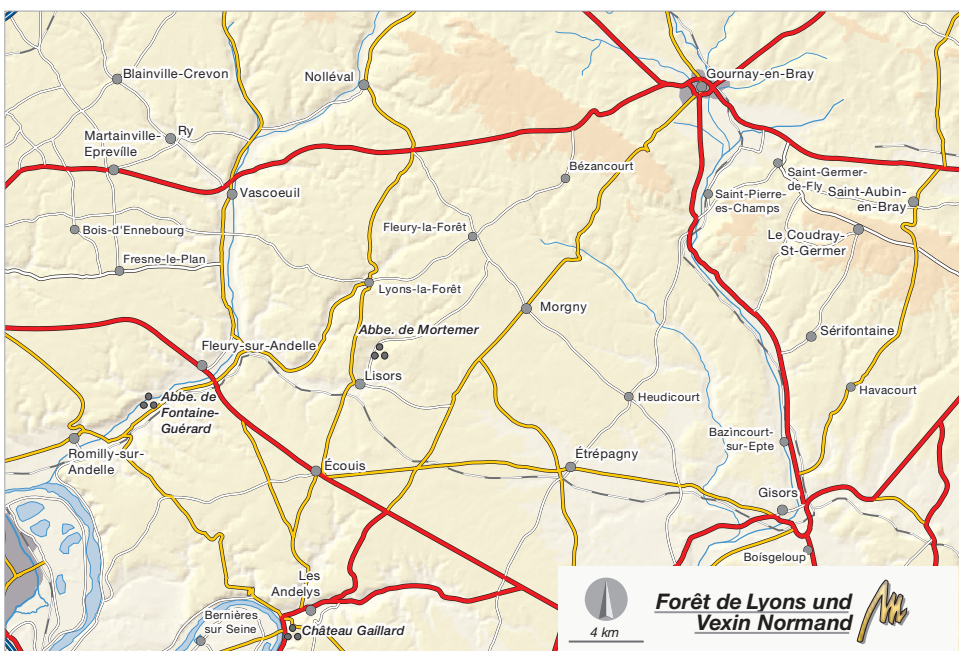 Blainville-Crevon
Nolléval
Gournay-en-Bray
Martainville-
Epreville
Ry
Bézancourt
Saint-Germer-
de-Fly
Vascoeuil
Saint-Pierre-
es-Champs
Saint-Aubin-
en-Bray
Bois-d'Ennebourg
Fleury-la-Forêt
Le Coudray-
St-Germer
Fresne-le-Plan
Lyons-la-Forêt
Morgny
Abbe. de Mortemer
Sérifontaine
Fleury-sur-Andelle
Lisors
Havacourt
Abbe. de
Fontaine-
Guérard
Heudicourt
Bazincourt-
sur-Epte
Romilly-sur-
Andelle
Écouis
Étrépagny
Gisors
Boisgeloup
Les
Andelys
Bernières
sur Seine
Château Gaillard
4 km
Forêt de Lyons und
Vexin Normand